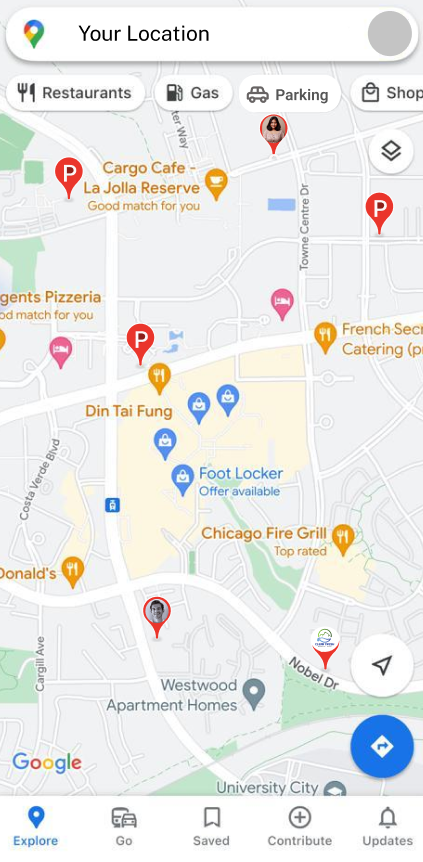 Your Location
Restaurants
Gas
Parking
Shop
ter Way
Cargo Cafe -
La Jolla Reserve
Good match for you
P
P
Towne Centre Dr
gents Pizzeria
od match for you
P
French Secr
Catering (pr
Din Tai Fung
Foot Locker
Offer available
Costa Verde Blvd
Chicago Fire Grill
Top rated
Donald's
Nobel Dr
Cargill Ave
Westwood
Apartment Homes
Google
University City
Explore
Go
Saved
Contribute
Updates